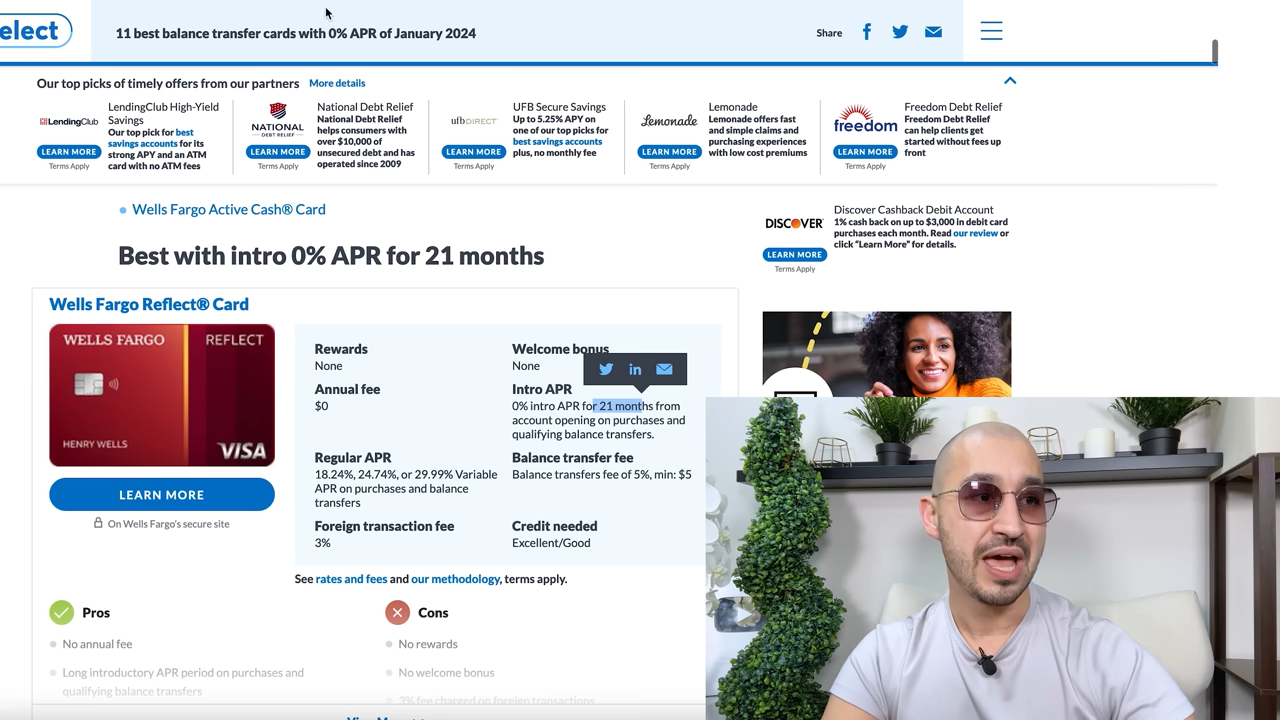 elect
11 best balance transfer cards with 0% APR of January 2024
Share
Our top picks of timely offers from our partners More details
LendingClub
LEARN MORE
Terms Apply
LendingClub High-Yield
Savings
Our top pick for best
savings accounts for its
strong APY and an ATM
card with no ATM fees
NATIONAL
DEBT RELIEF
LEARN MORE
Terms Apply
National Debt Relief
National Debt Relief
helps consumers with
over $10,000 of
unsecured debt and has
operated since 2009
ufb DIRECT
LEARN MORE
Terms Apply
UFB Secure Savings
Up to 5.25% APY on
one of our top picks for
best savings accounts
plus, no monthly fee
Lemonade
LEARN MORE
Terms Apply
Lemonade
Lemonade offers fast
and simple claims and
purchasing experiences
with low cost premiums
freedom
LEARN MORE
Terms Apply
Freedom Debt Relief
Freedom Debt Relief
can help clients get
started without fees up
front
Wells Fargo Active Cash® Card
DISCOVER
LEARN MORE
Terms Apply
Discover Cashback Debit Account
1% cash back on up to $3,000 in debit card
purchases each month. Read our review or
click “Learn More” for details.
Best with intro 0% APR for 21 months
Wells Fargo Reflect® Card
WELLS FARGO
REFLECT
HENRY WELLS
VISA
LEARN MORE
On Wells Fargo's secure site
Rewards
None
Welcome bonus
None
Annual fee
$0
Intro APR
0% intro APR for 21 months from
account opening on purchases and
qualifying balance transfers.
Regular APR
18.24%, 24.74%, or 29.99% Variable
APR on purchases and balance
transfers
Balance transfer fee
Balance transfers fee of 5%, min: $5
Foreign transaction fee
3%
Credit needed
Excellent/Good
See rates and fees and our methodology, terms apply.
Pros
No annual fee
Long introductory APR period on purchases and
qualifying balance transfers
Cons
No rewards
No welcome bonus
3% fee charged on foreign transactions